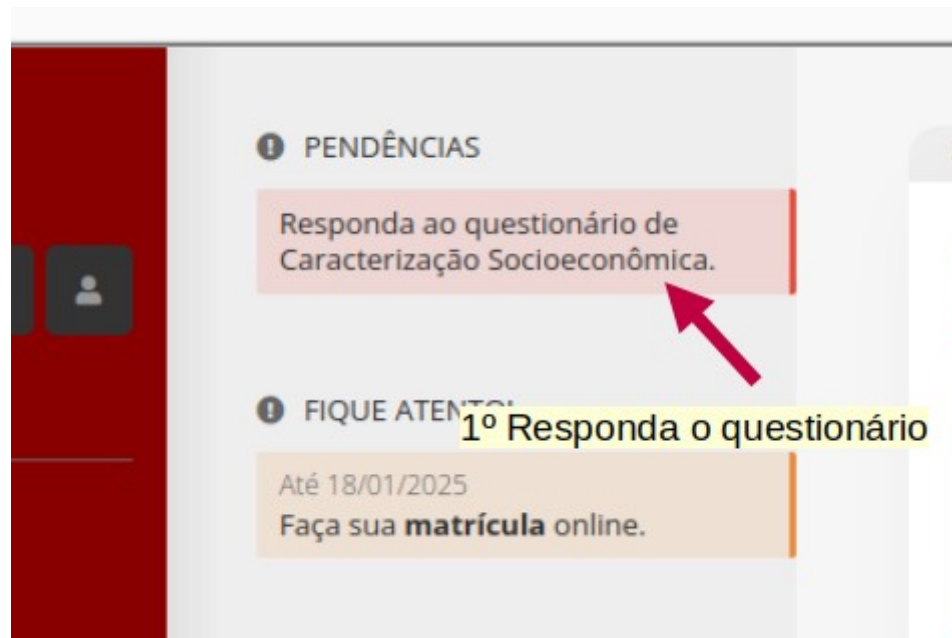 PENDÊNCIAS
Responda ao questionário de
Caracterização Socioeconômica.
FIQUE ATENTO!
1º Responda o questionário
Até 18/01/2025
Faça sua matrícula online.